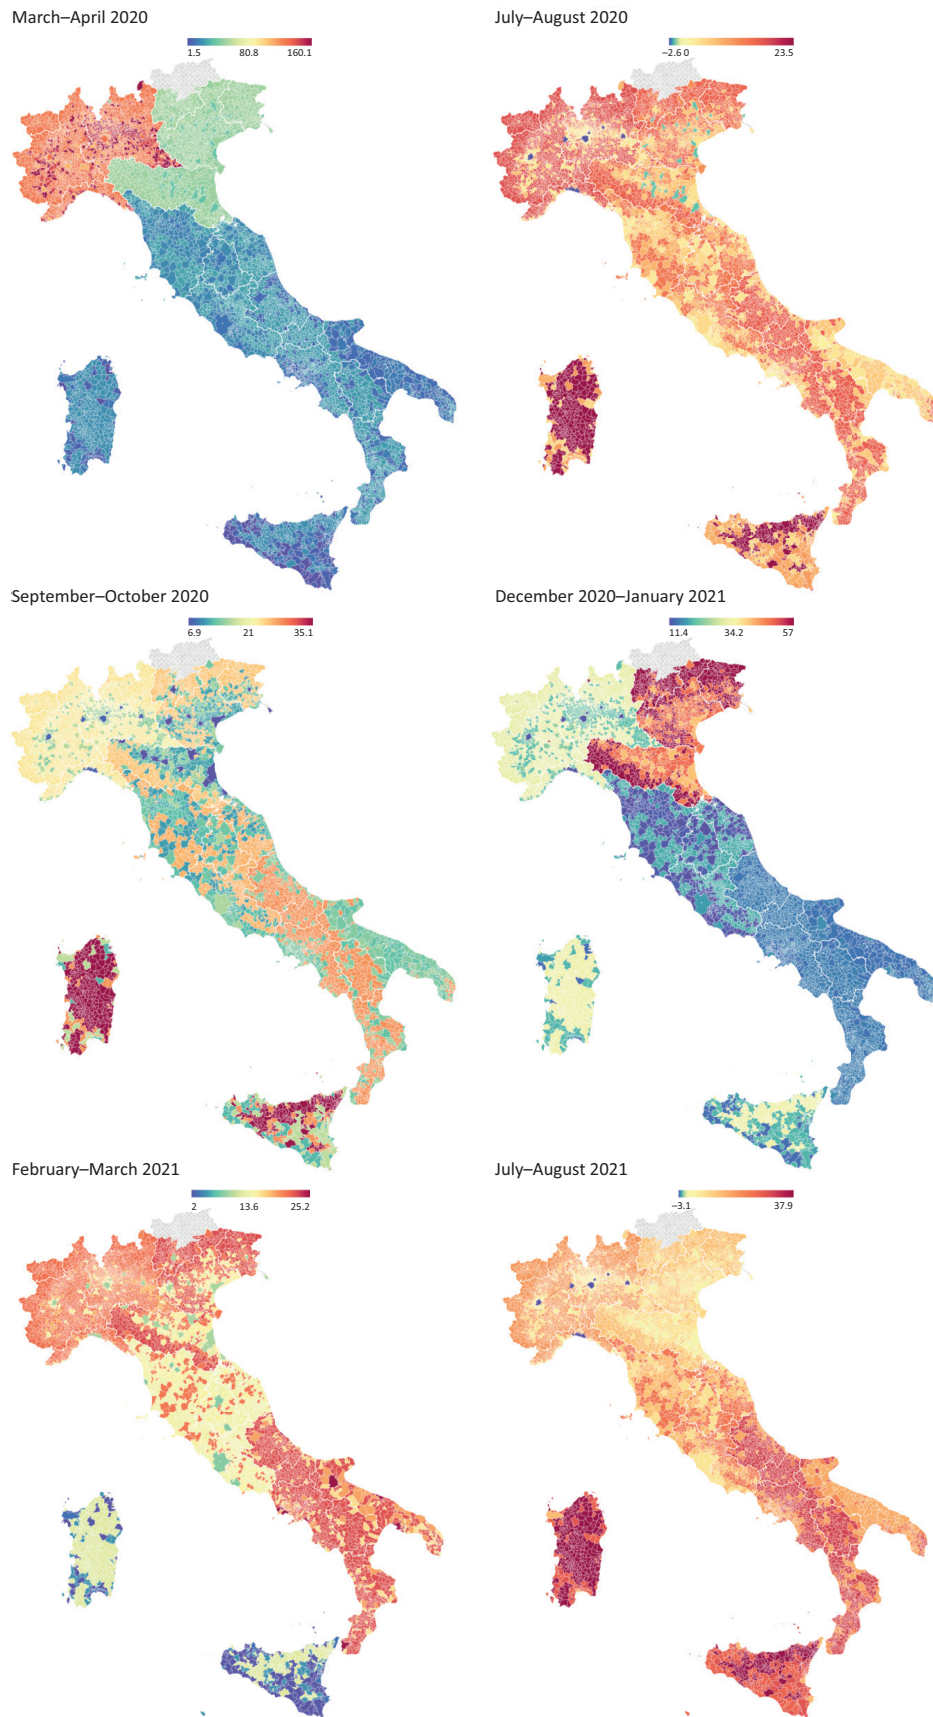 March–April 2020
1.5 80.8 160.1
July–August 2020
–2.6 0 23.5
September–October 2020
6.9 21 35.1
December 2020–January 2021
11.4 34.2 57
February–March 2021
2 13.6 25.2
July–August 2021
–3.1 37.9